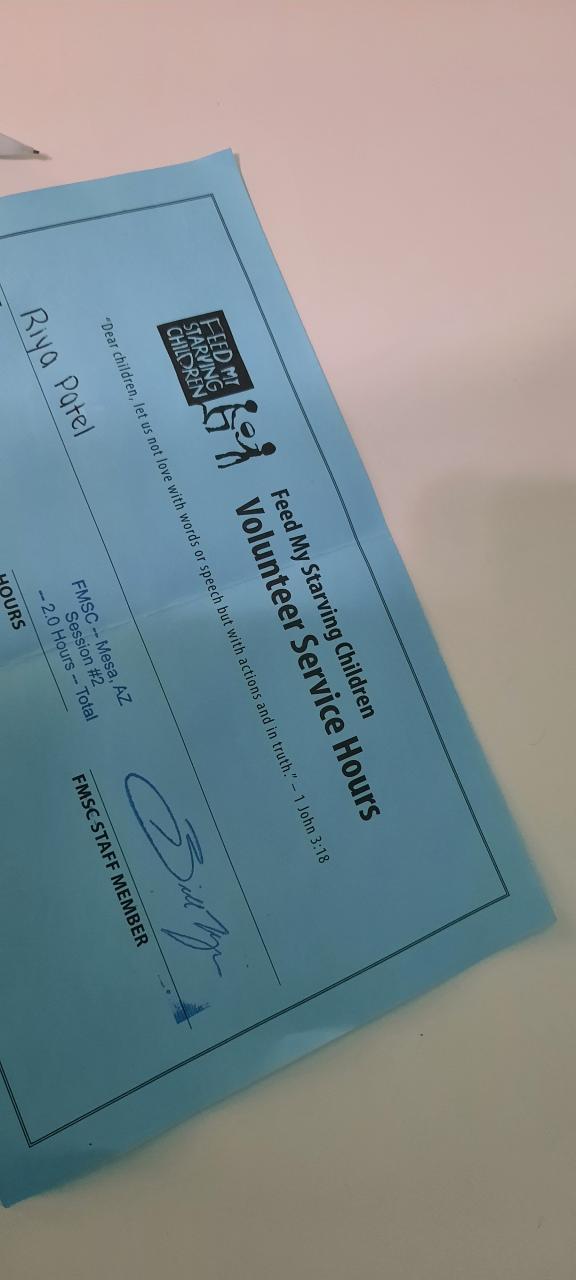 FEED MY
STARVING
CHILDREN
Feed My Starving Children
Volunteer Service Hours
"Dear children, let us not love with words or speech but with actions and in truth." – 1 John 3:18
Riya Patel
FMSC -- Mesa, AZ
Session #2
-- 2.0 Hours -- Total
HOURS
FMSC STAFF MEMBER